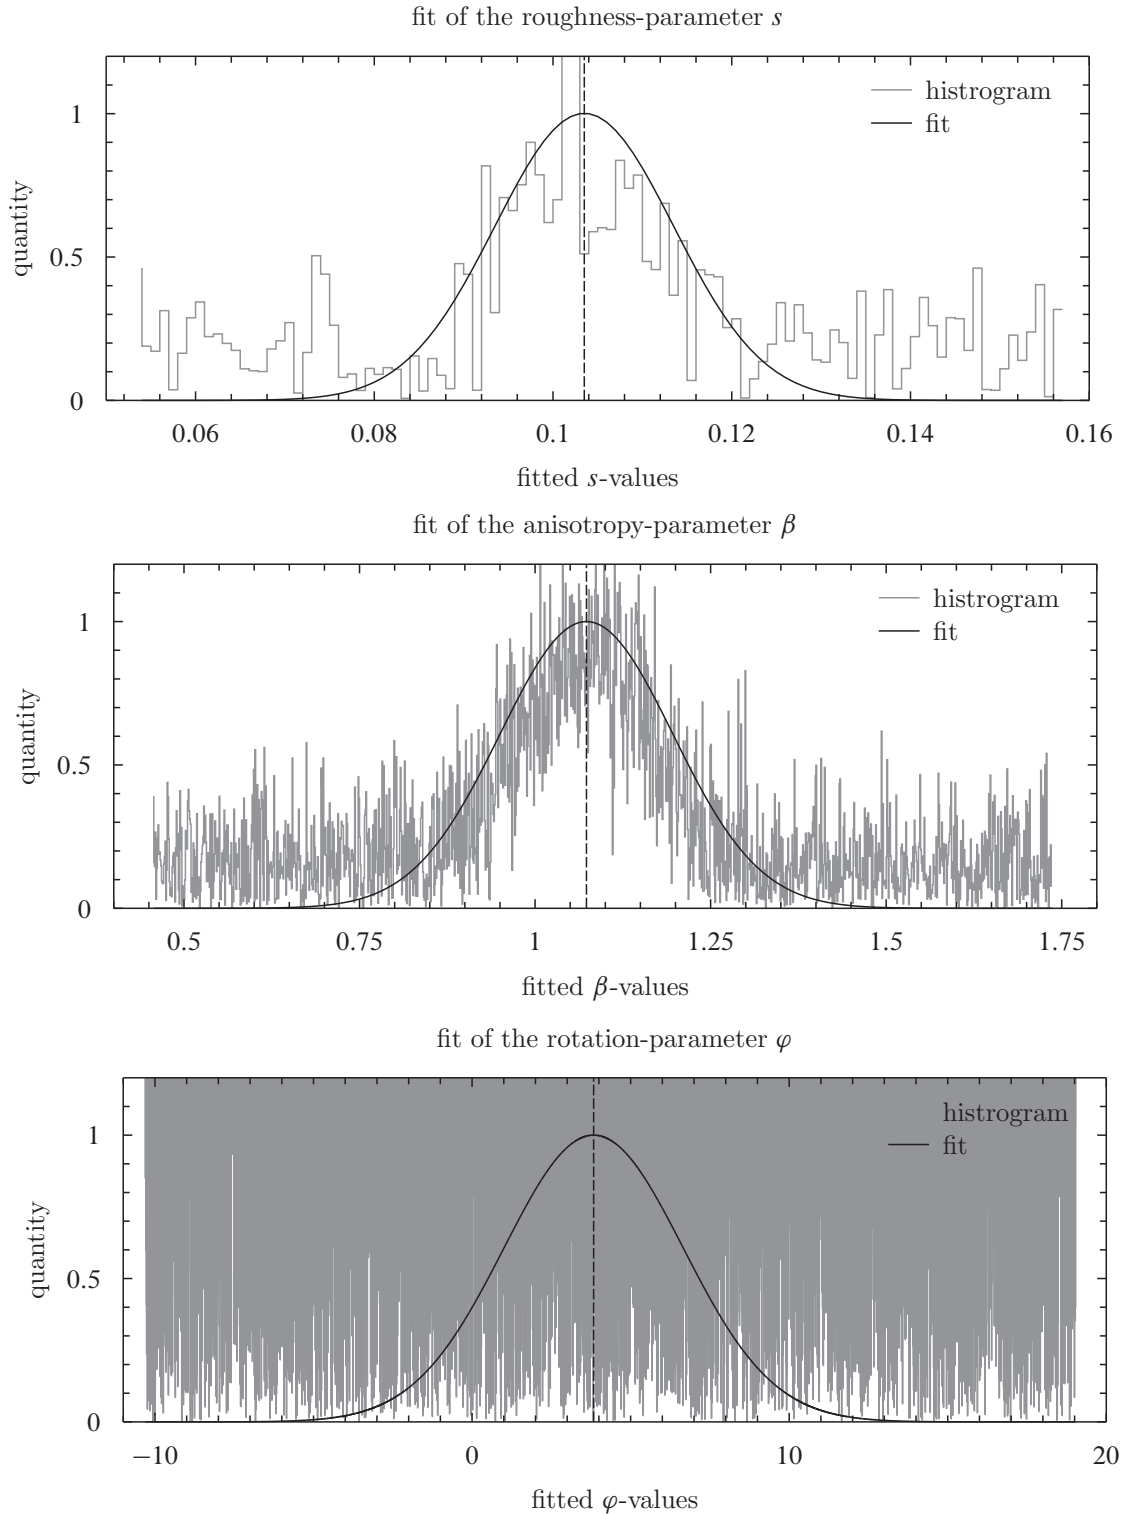 fit of the roughness-parameter s
histrogram
fit
quantity
1
0.5
0
0.06 0.08 0.1 0.12 0.14 0.16
fitted s-values
fit of the anisotropy-parameter β
histrogram
fit
quantity
1
0.5
0
0.5 0.75 1 1.25 1.5 1.75
fitted β-values
fit of the rotation-parameter φ
histrogram
fit
quantity
1
0.5
0
−10 0 10 20
fitted φ-values